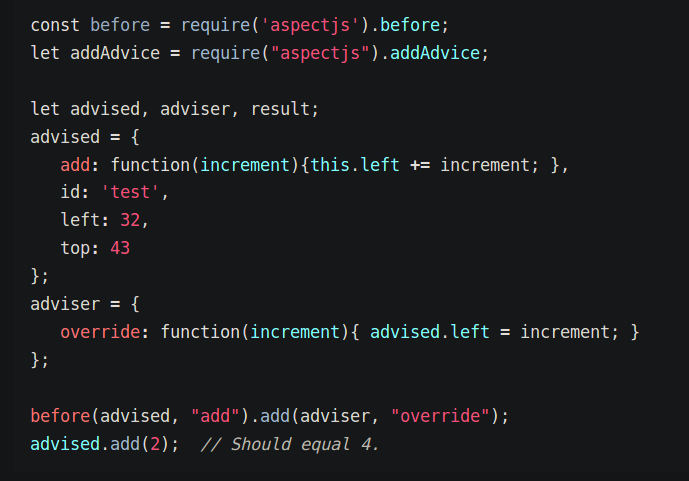 const before = require('aspectjs').before;
let addAdvice = require("aspectjs").addAdvice;
let advised, adviser, result;
advised = {
   add: function(increment){this.left += increment; },
   id: 'test',
   left: 32,
   top: 43
};
adviser = {
   override: function(increment){ advised.left = increment; }
};
before(advised, "add").add(adviser, "override");
advised.add(2);  // Should equal 4.